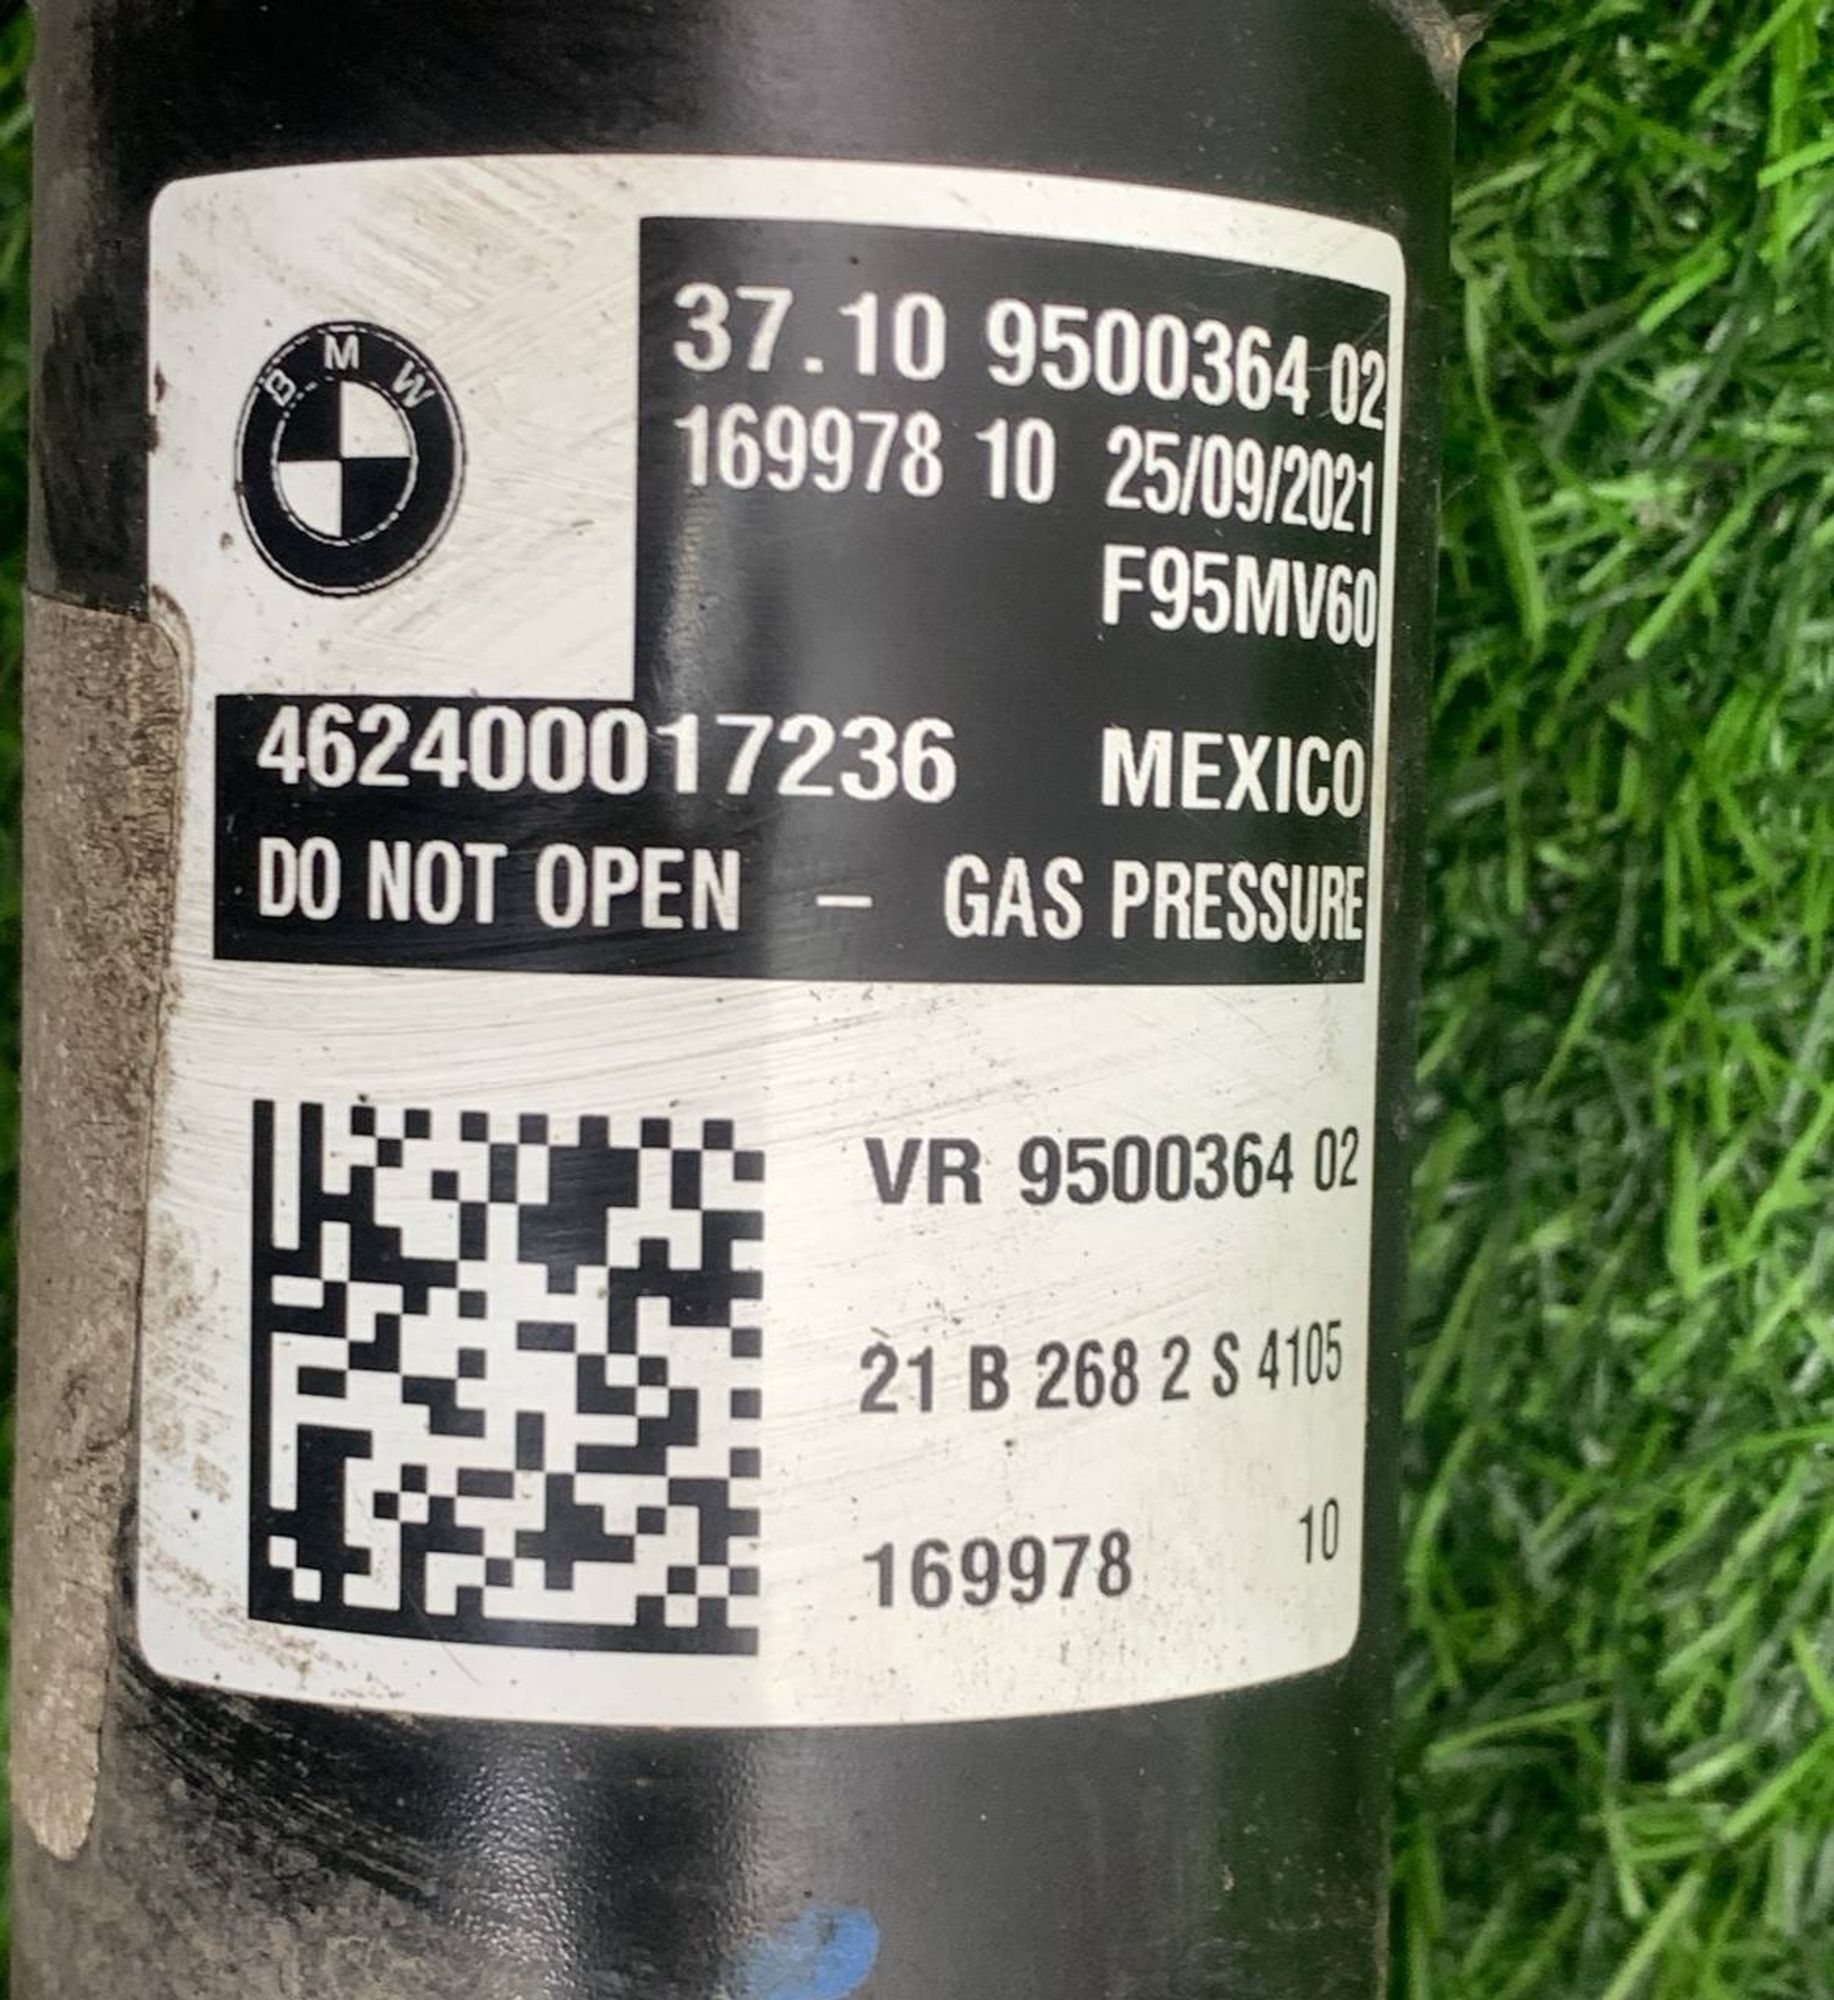 BMW
37.10 9500364 02
169978 10 25/09/2021
F95MV60
462400017236 MEXICO
DO NOT OPEN – GAS PRESSURE
VR 9500364 02
21 B 268 2 S 4105
169978 10